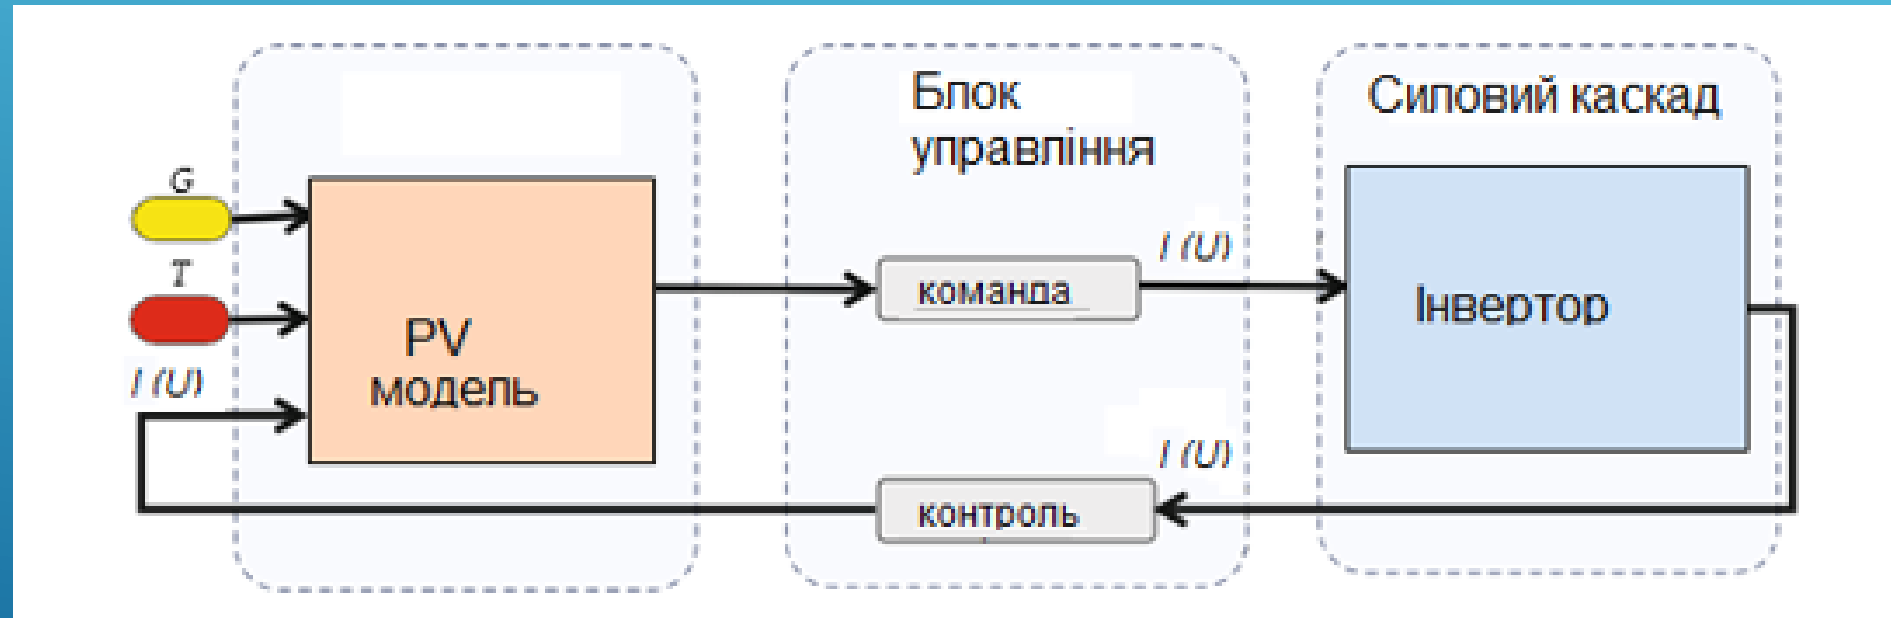 Блок
управління
Силовий каскад
G
T
I (U)
PV
модель
команда
I (U)
Інвертор
I (U)
контроль